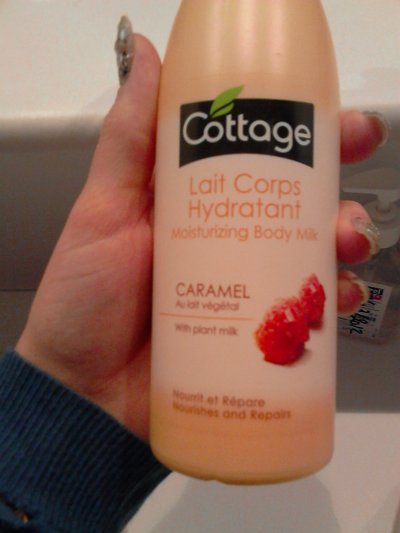 Cottage
Lait Corps
Hydratant
Moisturizing Body Milk
CARAMEL
Au lait végétal
With plant milk
Nourrit et Répare
Nourishes and Repairs